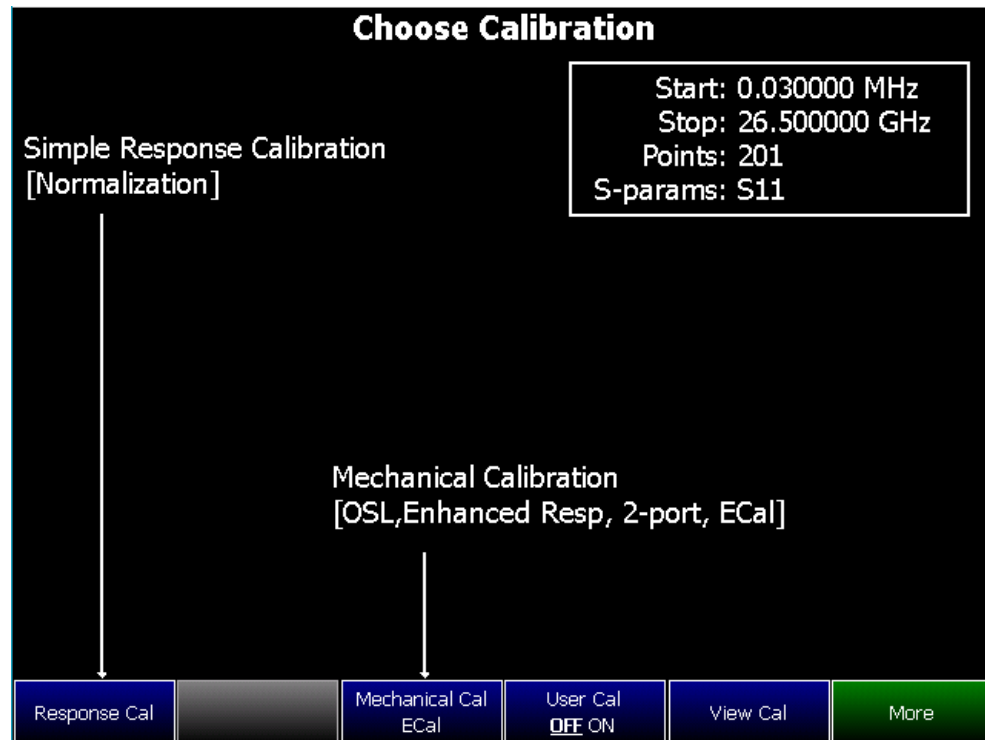 Choose Calibration
Start: 0.030000 MHz
Stop: 26.500000 GHz
Points: 201
S-params: S11
Simple Response Calibration
[Normalization]
Mechanical Calibration
[OSL,Enhanced Resp, 2-port, ECal]
Response Cal
Mechanical Cal
ECal
User Cal
OFF ON
View Cal
More